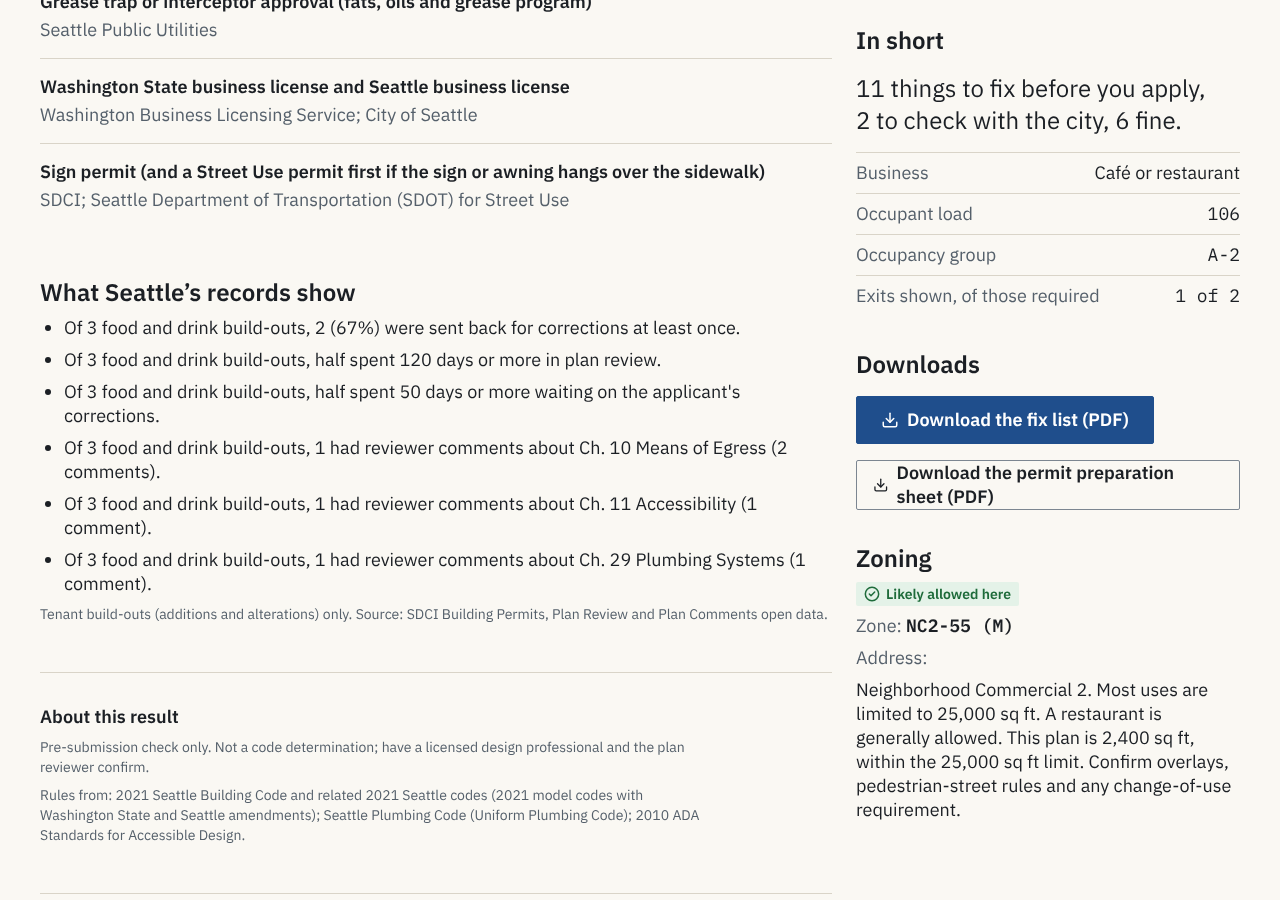 Grease trap or interceptor approval (fats, oils and grease program)
Seattle Public Utilities
Washington State business license and Seattle business license
Washington Business Licensing Service; City of Seattle
Sign permit (and a Street Use permit first if the sign or awning hangs over the sidewalk)
SDCI; Seattle Department of Transportation (SDOT) for Street Use
What Seattle’s records show
• Of 3 food and drink build-outs, 2 (67%) were sent back for corrections at least once.
• Of 3 food and drink build-outs, half spent 120 days or more in plan review.
• Of 3 food and drink build-outs, half spent 50 days or more waiting on the applicant's
corrections.
• Of 3 food and drink build-outs, 1 had reviewer comments about Ch. 10 Means of Egress (2
comments).
• Of 3 food and drink build-outs, 1 had reviewer comments about Ch. 11 Accessibility (1
comment).
• Of 3 food and drink build-outs, 1 had reviewer comments about Ch. 29 Plumbing Systems (1
comment).
Tenant build-outs (additions and alterations) only. Source: SDCI Building Permits, Plan Review and Plan Comments open data.
About this result
Pre-submission check only. Not a code determination; have a licensed design professional and the plan
reviewer confirm.
Rules from: 2021 Seattle Building Code and related 2021 Seattle codes (2021 model codes with
Washington State and Seattle amendments); Seattle Plumbing Code (Uniform Plumbing Code); 2010 ADA
Standards for Accessible Design.
In short
11 things to fix before you apply,
2 to check with the city, 6 fine.
Business Café or restaurant
Occupant load 106
Occupancy group A-2
Exits shown, of those required 1 of 2
Downloads
Download the fix list (PDF)
Download the permit preparation
sheet (PDF)
Zoning
Likely allowed here
Zone: NC2-55 (M)
Address:
Neighborhood Commercial 2. Most uses are
limited to 25,000 sq ft. A restaurant is
generally allowed. This plan is 2,400 sq ft,
within the 25,000 sq ft limit. Confirm overlays,
pedestrian-street rules and any change-of-use
requirement.